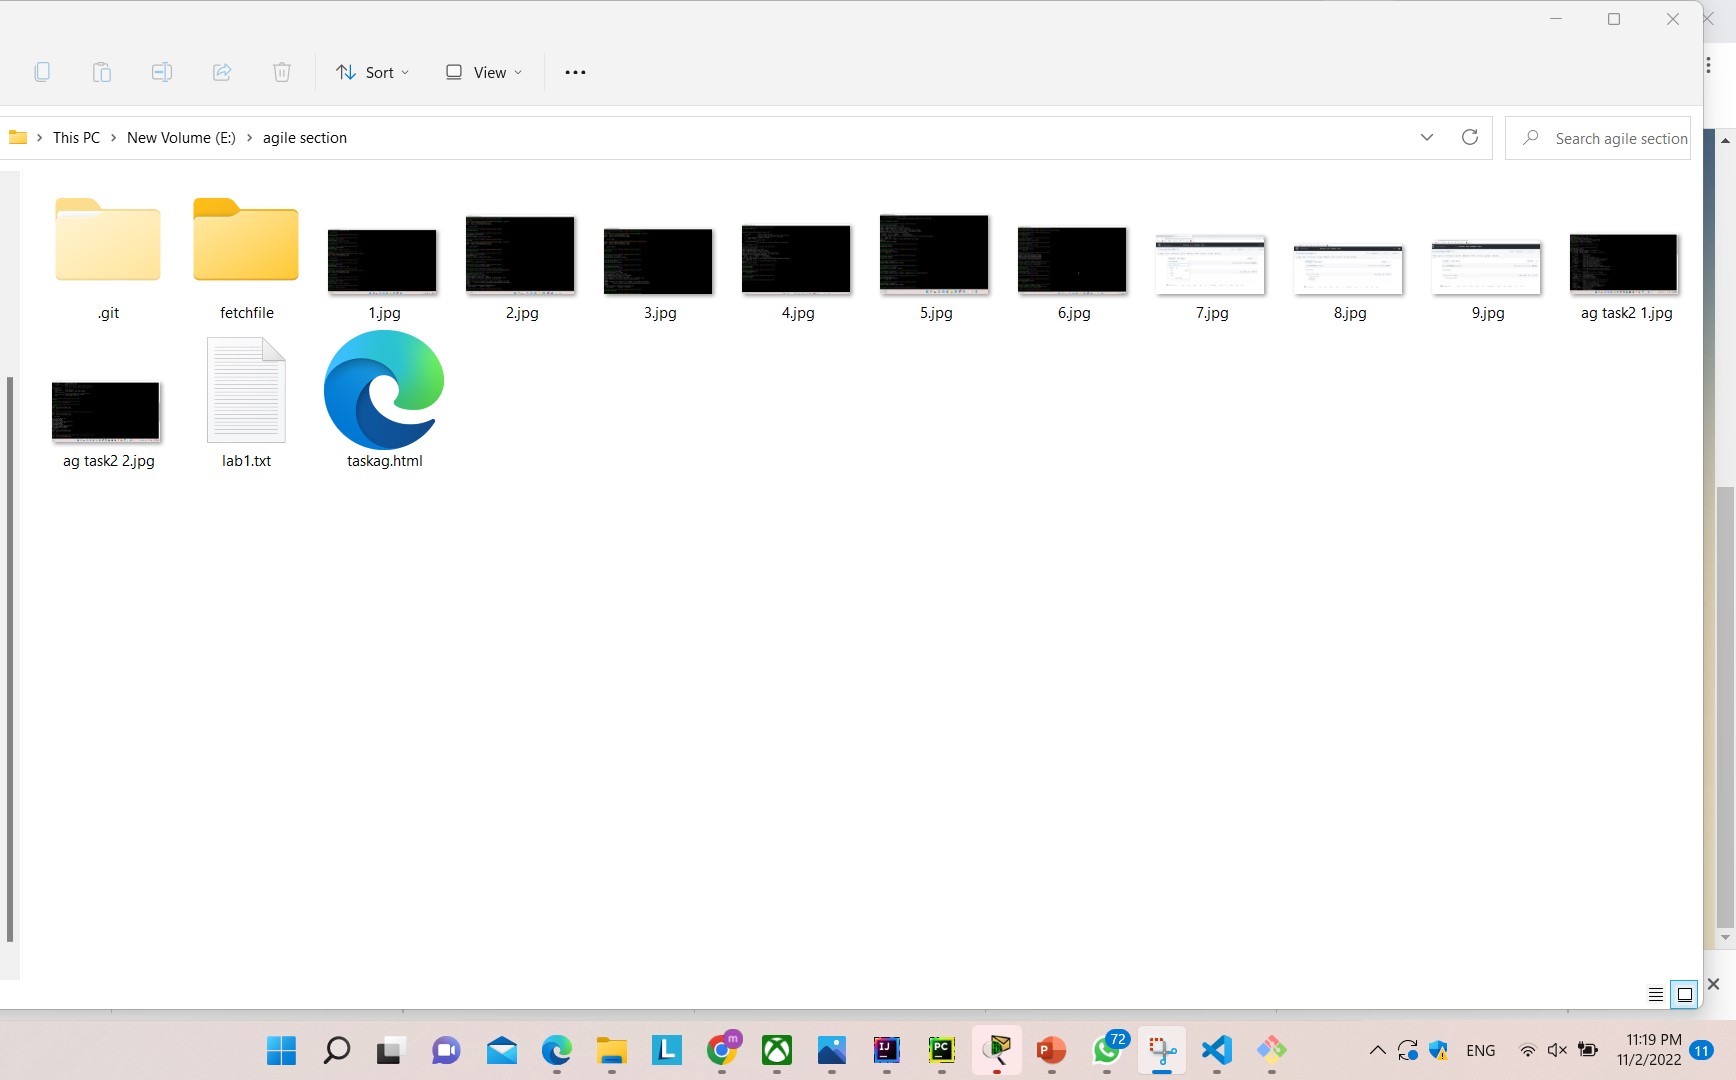 Sort
View
This PC
New Volume (E:)
agile section
Search agile section
.git
fetchfile
1.jpg
2.jpg
3.jpg
4.jpg
5.jpg
6.jpg
7.jpg
8.jpg
9.jpg
ag task2 1.jpg
ag task2 2.jpg
lab1.txt
taskag.html
L
m
IJ
PC
P
72
ENG
11:19 PM
11/2/2022
11